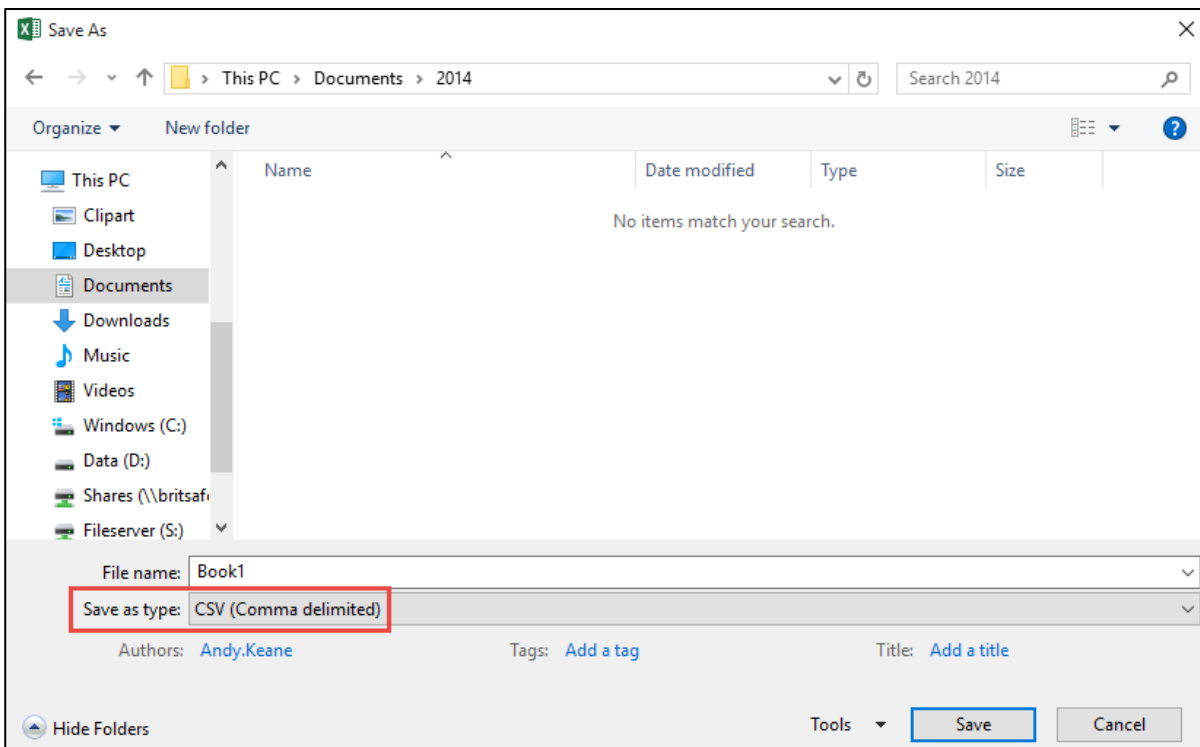 Save As
This PC > Documents > 2014
Search 2014
Organize
New folder
Name
Date modified
Type
Size
No items match your search.
This PC
Clipart
Desktop
Documents
Downloads
Music
Videos
Windows (C:)
Data (D:)
Shares (\\britsaf
Fileserver (S:)
File name: Book1
Save as type: CSV (Comma delimited)
Authors: Andy.Keane
Tags: Add a tag
Title: Add a title
Hide Folders
Tools
Save
Cancel